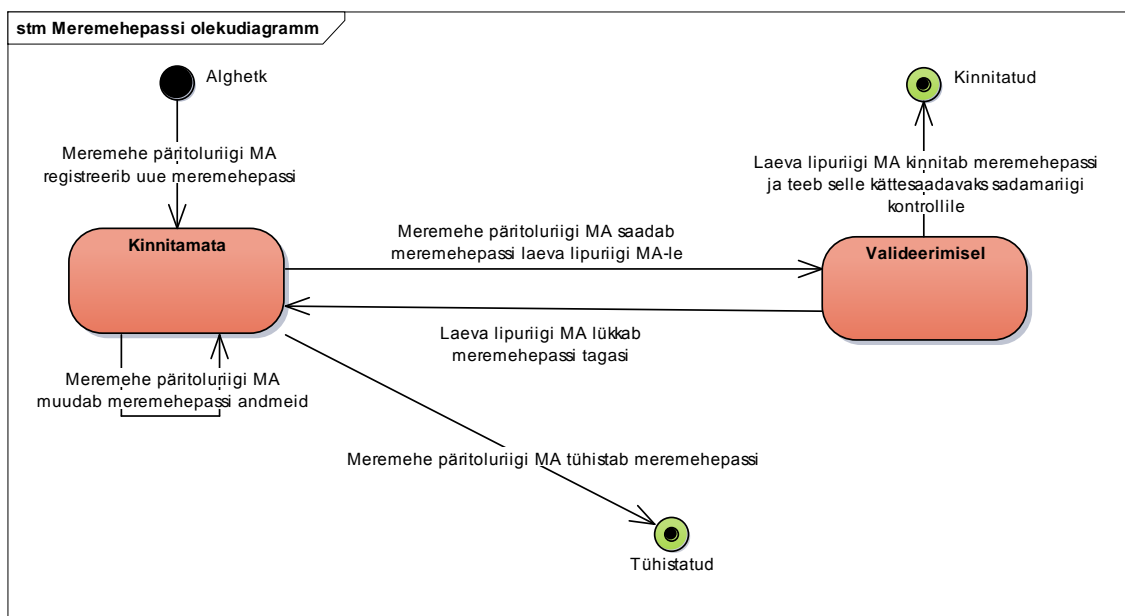 stm Meremehepassi olekudiagramm
Alghetk
Kinnitatud
Meremehe päritoluriigi MA
registreerib uue meremehepassi
Laeva lipuriigi MA kinnitab meremehepassi
ja teeb selle kättesaadavaks sadamariigi
kontrollile
Kinnitamata
Meremehe päritoluriigi MA saadab
meremehepassi laeva lipuriigi MA-le
Valideerimisel
Laeva lipuriigi MA lükkab
meremehepassi tagasi
Meremehe päritoluriigi MA
muudab meremehepassi andmeid
Meremehe päritoluriigi MA tühistab meremehepassi
Tühistatud